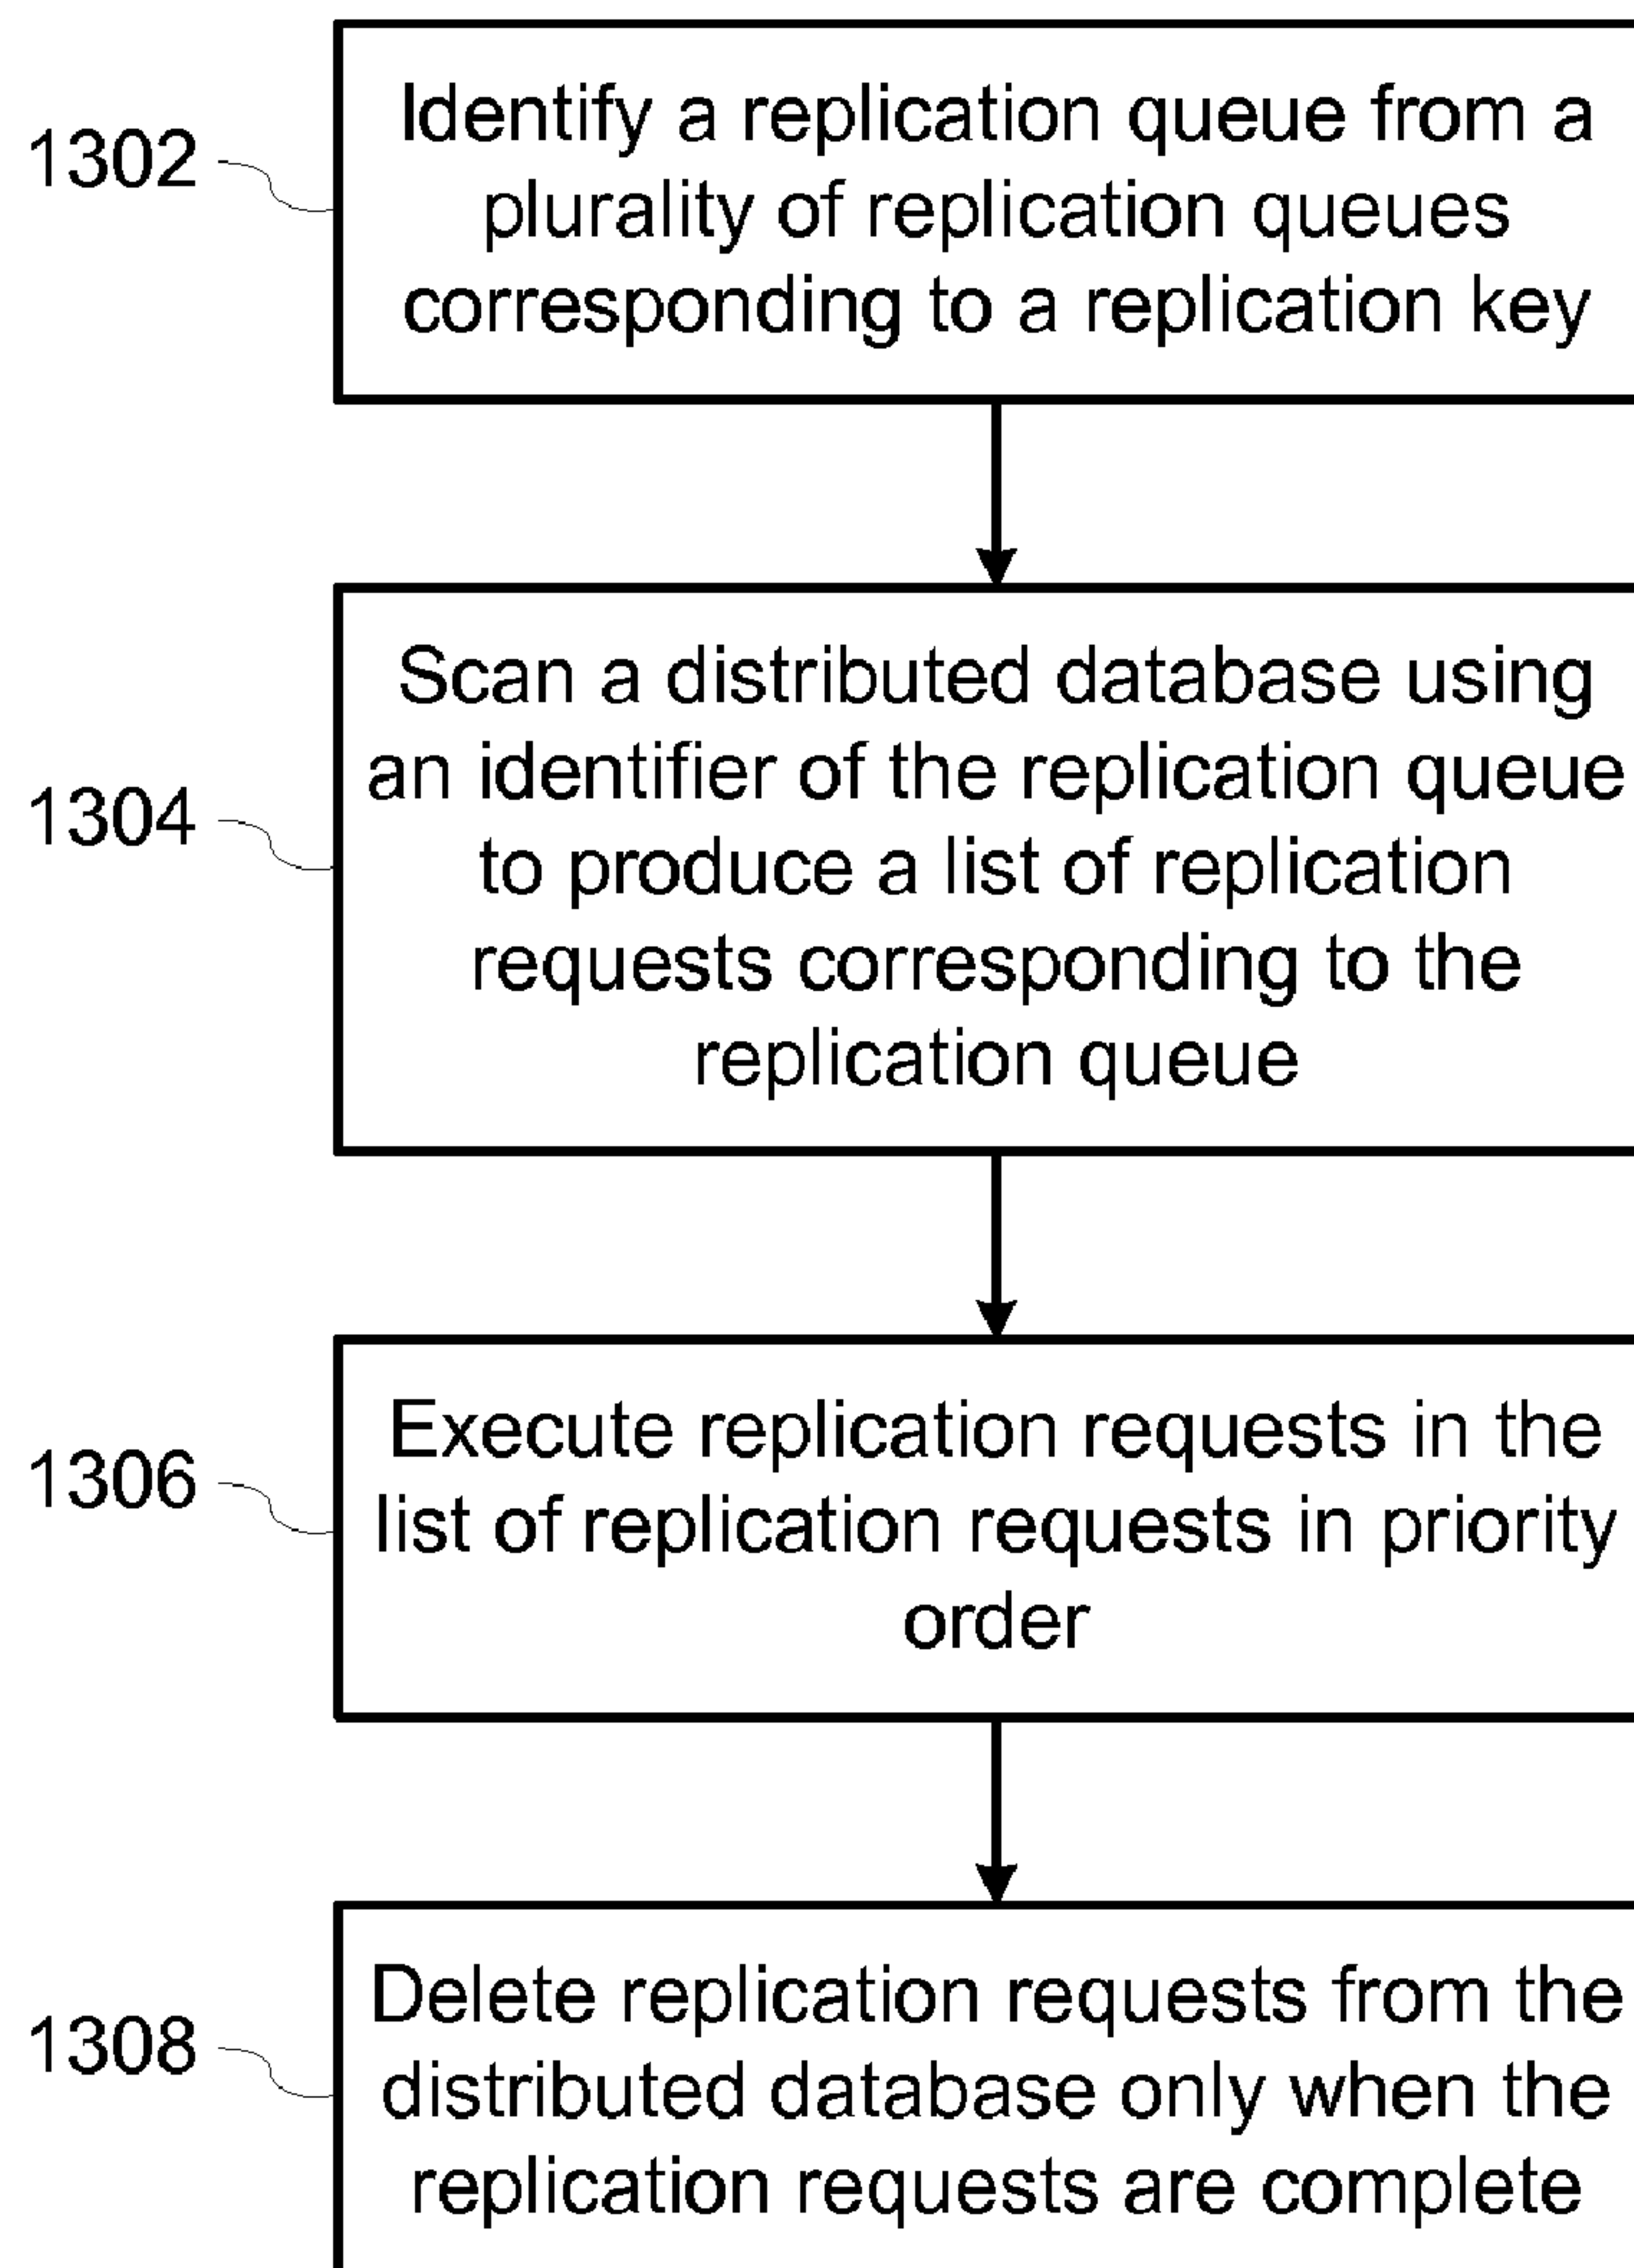 1302
Identify a replication queue from a
plurality of replication queues
corresponding to a replication key
1304
Scan a distributed database using
an identifier of the replication queue
to produce a list of replication
requests corresponding to the
replication queue
1306
Execute replication requests in the
list of replication requests in priority
order
1308
Delete replication requests from the
distributed database only when the
replication requests are complete